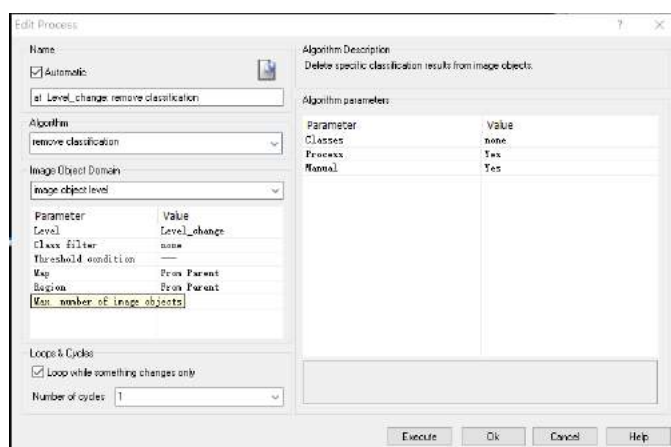 Edit Process
? ×
Name
Automatic
at Level_change: remove classification
Algorithm
remove classification
Image Object Domain
image object level
Parameter Value
Level Level_change
Class filter none
Threshold condition ---
Map From Parent
Region From Parent
Max. number of image objects
Loops & Cycles
Loop while something changes only
Number of cycles 1
Algorithm Description
Delete specific classification results from image objects.
Algorithm parameters
Parameter Value
Classes none
Process Yes
Manual Yes
Execute Ok Cancel Help